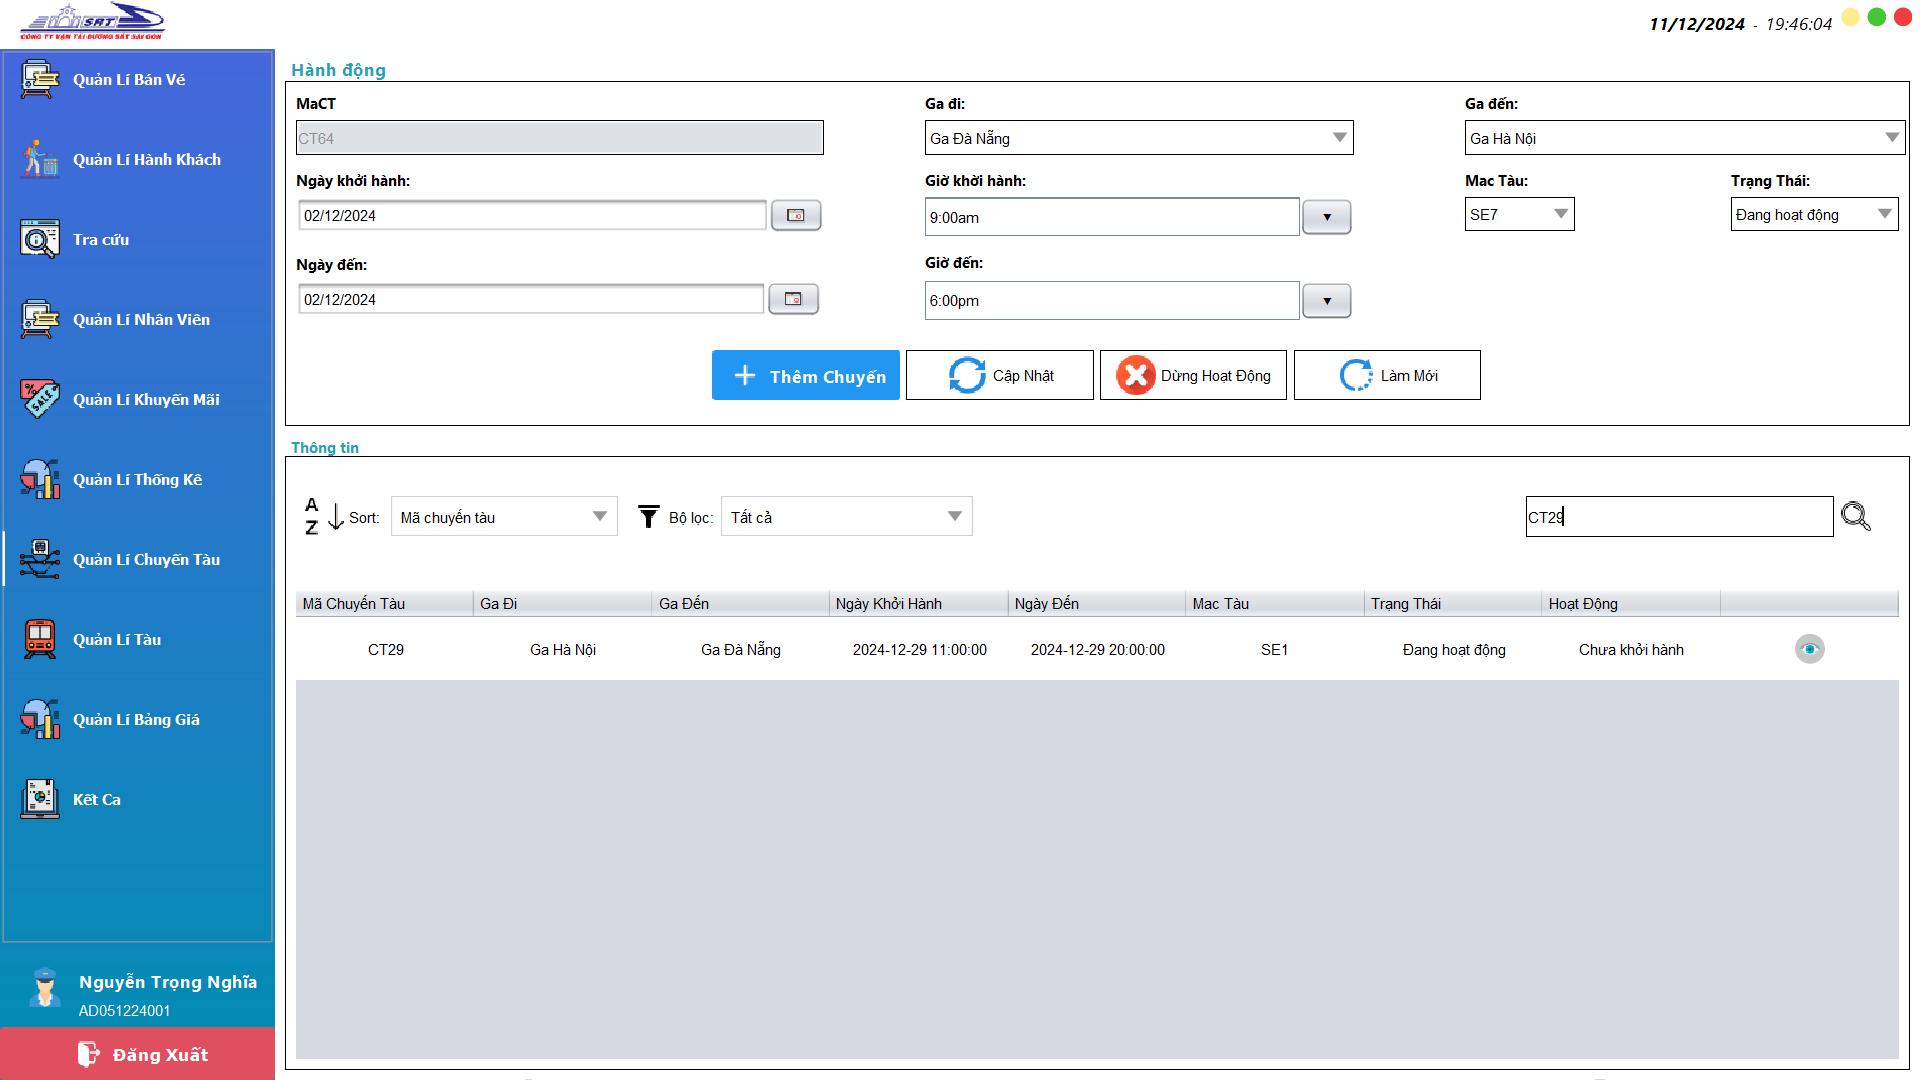 SRT
CÔNG TY VẬN TẢI ĐƯỜNG SẮT SÀI GÒN
11/12/2024 - 19:46:04
Quản Lí Bán Vé
Quản Lí Hành Khách
Tra cứu
Quản Lí Nhân Viên
Quản Lí Khuyến Mãi
Quản Lí Thống Kê
Quản Lí Chuyến Tàu
Quản Lí Tàu
Quản Lí Bảng Giá
Kết Ca
Nguyễn Trọng Nghĩa
AD051224001
Đăng Xuất
Hành động
MaCT
Ga đi:
Ga đến:
CT64
Ga Đà Nẵng
Ga Hà Nội
Ngày khởi hành:
Giờ khởi hành:
Mac Tàu:
Trạng Thái:
02/12/2024
9:00am
SE7
Đang hoạt động
Ngày đến:
Giờ đến:
02/12/2024
6:00pm
Thêm Chuyến
Cập Nhật
Dừng Hoạt Động
Làm Mới
Thông tin
A
Z
Sort:
Mã chuyến tàu
Bộ lọc:
Tất cả
CT29
Mã Chuyến Tàu
Ga Đi
Ga Đến
Ngày Khởi Hành
Ngày Đến
Mac Tàu
Trạng Thái
Hoạt Động
CT29
Ga Hà Nội
Ga Đà Nẵng
2024-12-29 11:00:00
2024-12-29 20:00:00
SE1
Đang hoạt động
Chưa khởi hành